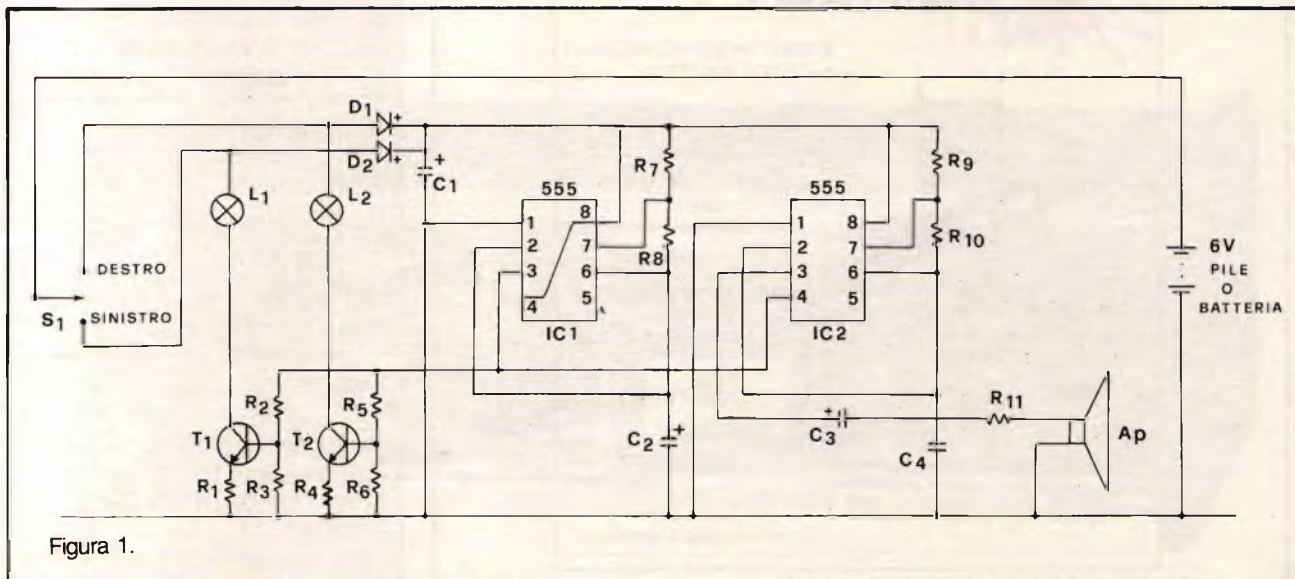 D1
D2
C1
L1
L2
DESTRO
S1
SINISTRO
R2
R5
T1
T2
R1
R3
R4
R6
555
1
2
3
4
8
7
6
5
IC1
R7
R8
C2
555
1
2
3
4
8
7
6
5
IC2
R9
R10
C3
C4
R11
Ap
6V
PILE
O
BATTERIA
Figura 1.